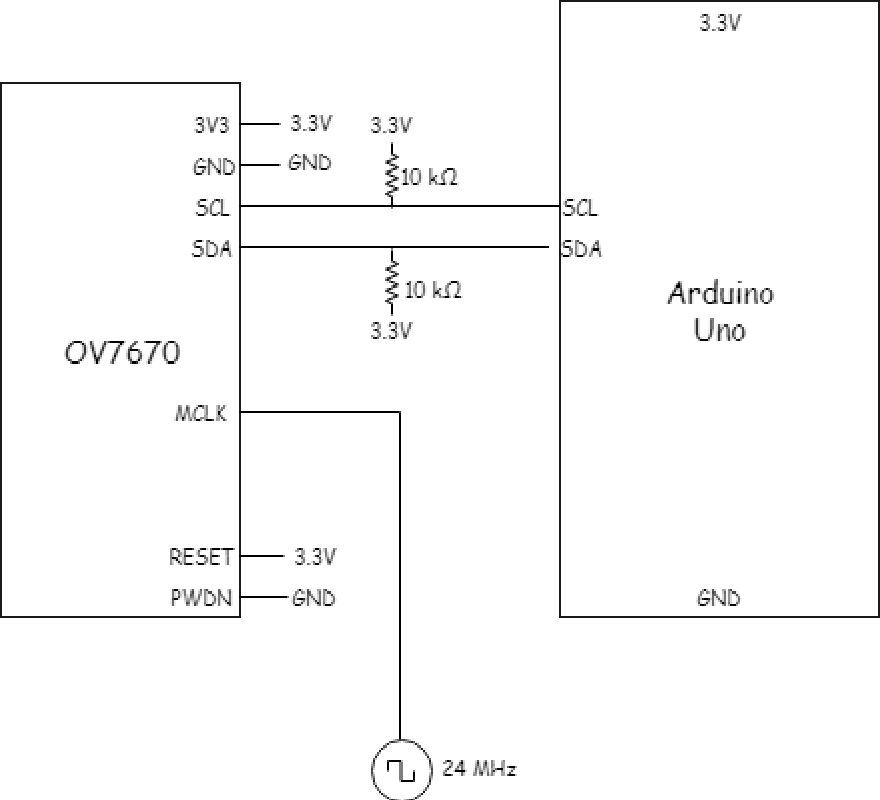 3.3V
3V3
3.3V
3.3V
GND
GND
10 kΩ
SCL
SCL
SDA
SDA
10 kΩ
Arduino
Uno
3.3V
OV7670
MCLK
RESET
3.3V
PWDN
GND
GND
24 MHz